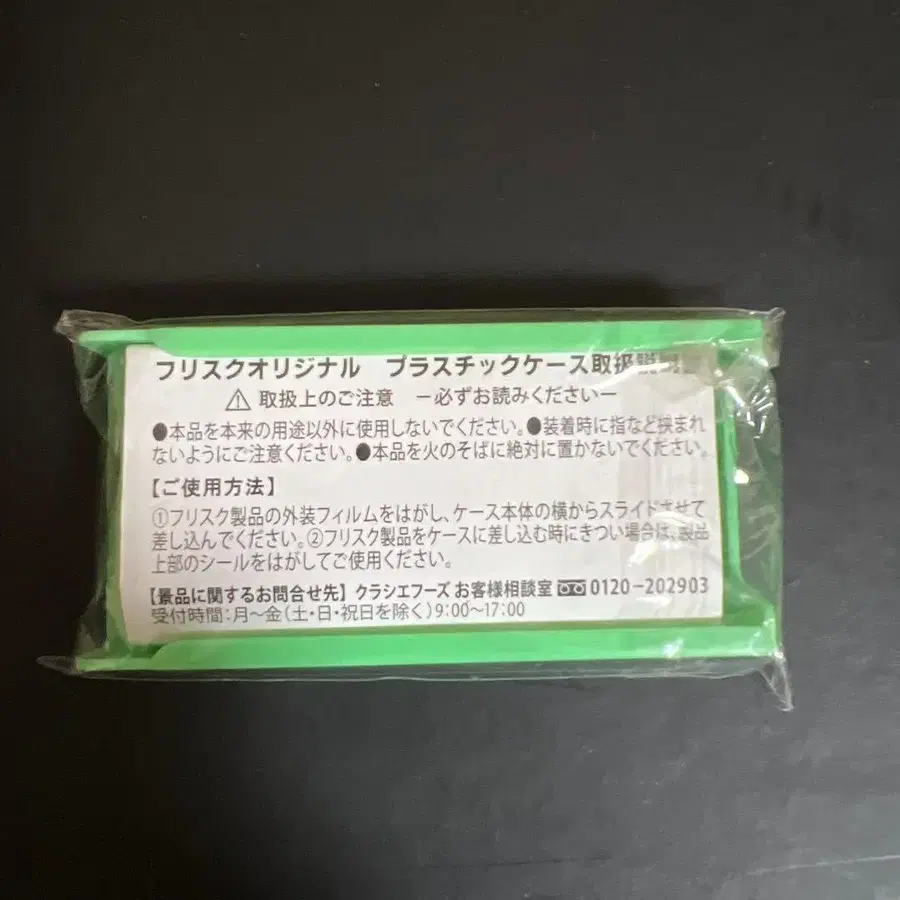 フリスクオリジナル プラスチックケース取扱説明
⚠ 取扱上のご注意 ー必ずお読みくださいー
●本品を本来の用途以外に使用しないでください。●装着時に指など挟まれ
ないようにご注意ください。●本品を火のそばに絶対に置かないでください。
【ご使用方法】
①フリスク製品の外装フィルムをはがし、ケース本体の横からスライドさせて
差し込んでください。②フリスク製品をケースに差し込む時にきつい場合は、製品
上部のシールをはがしてご使用ください。
【景品に関するお問合せ先】クラシエフーズ お客様相談室 0120-202903
受付時間：月～金（土・日・祝日を除く）9：00～17：00